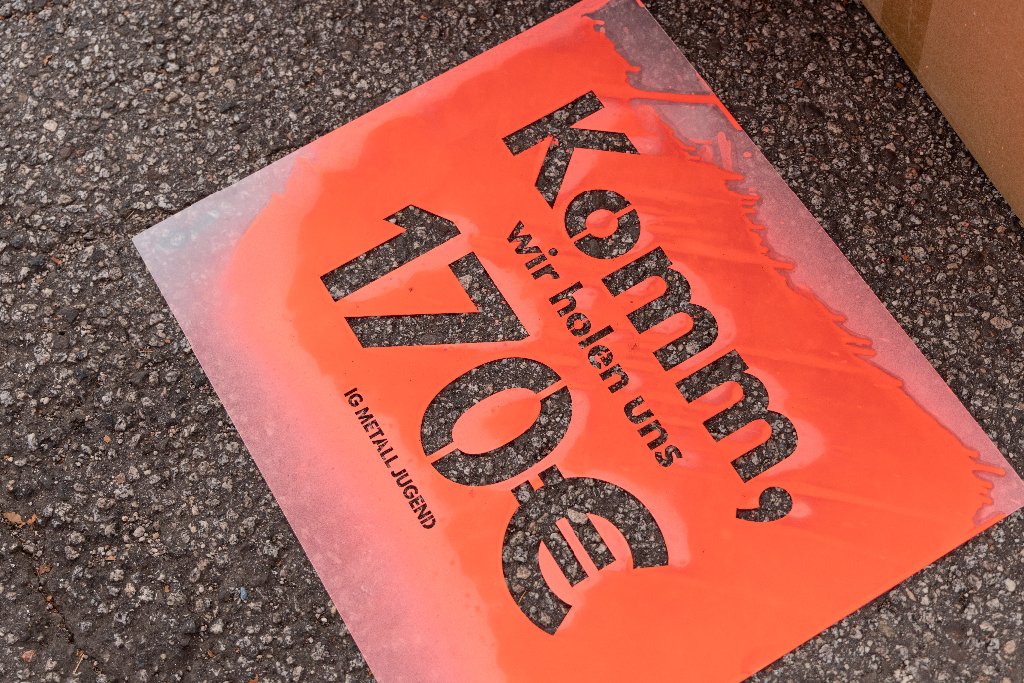 Komm,
wir holen uns
170€
IG METALL JUGEND